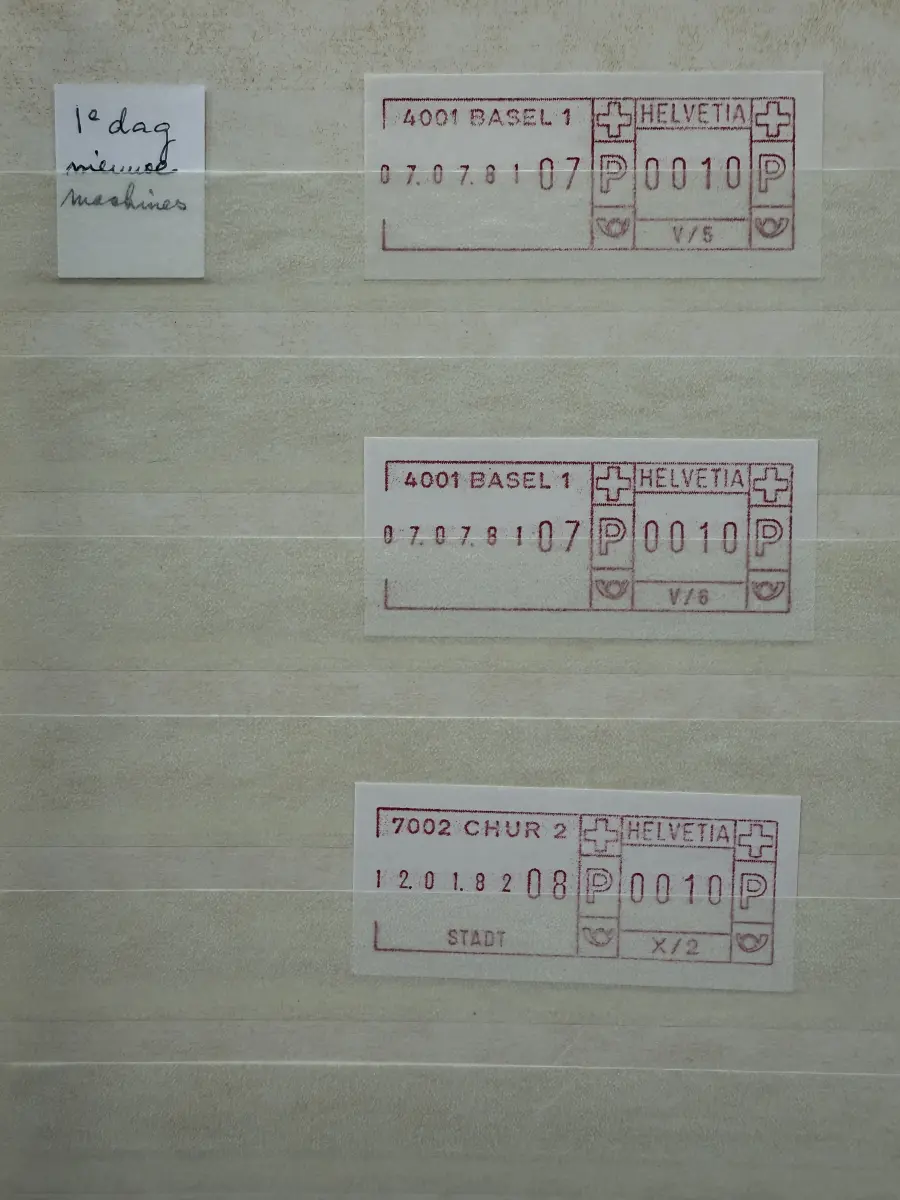 1e dag
nieuwe
machines
4001 BASEL 1
HELVETIA
07.07.81 07
P 0010 P
V/5
4001 BASEL 1
HELVETIA
07.07.81 07
P 0010 P
V/6
7002 CHUR 2
HELVETIA
12.01.82 08
P 0010 P
STADT
X/2